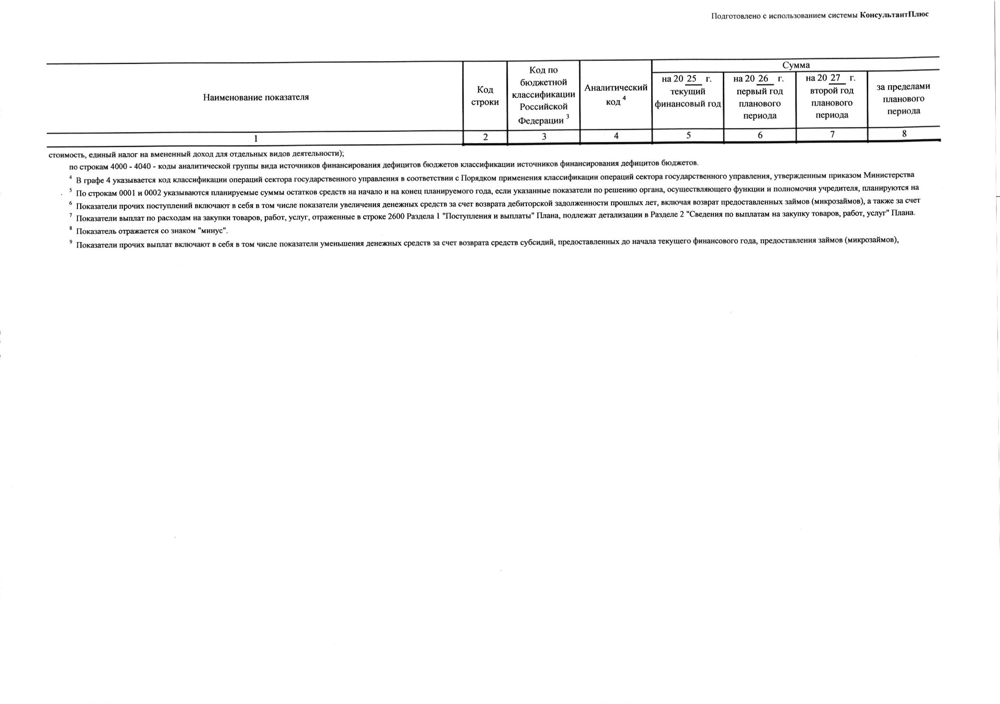 Подготовлено с использованием системы КонсультантПлюс
Наименование показателя
Код
строки
Код по
бюджетной
классификации
Российской
Федерации 3
Аналитический
код 4
Сумма
на 20 25 г.
текущий
финансовый год
на 20 26 г.
первый год
планового
периода
на 20 27 г.
второй год
планового
периода
за пределами
планового
периода
1 2 3 4 5 6 7 8
стоимость, единый налог на вмененный доход для отдельных видов деятельности);
по строкам 4000 - 4040 - коды аналитической группы вида источников финансирования дефицитов бюджетов классификации источников финансирования дефицитов бюджетов.
4 В графе 4 указывается код классификации операций сектора государственного управления в соответствии с Порядком применения классификации операций сектора государственного управления, утвержденным приказом Министерства
5 По строкам 0001 и 0002 указываются планируемые суммы остатков средств на начало и на конец планируемого года, если указанные показатели по решению органа, осуществляющего функции и полномочия учредителя, планируются на
6 Показатели прочих поступлений включают в себя в том числе показатели увеличения денежных средств за счет возврата дебиторской задолженности прошлых лет, включая возврат предоставленных займов (микрозаймов), а также за счет
7 Показатели выплат по расходам на закупки товаров, работ, услуг, отраженные в строке 2600 Раздела 1 "Поступления и выплаты" Плана, подлежат детализации в Разделе 2 "Сведения по выплатам на закупку товаров, работ, услуг" Плана.
8 Показатель отражается со знаком "минус".
9 Показатели прочих выплат включают в себя в том числе показатели уменьшения денежных средств за счет возврата средств субсидий, предоставленных до начала текущего финансового года, предоставления займов (микрозаймов),